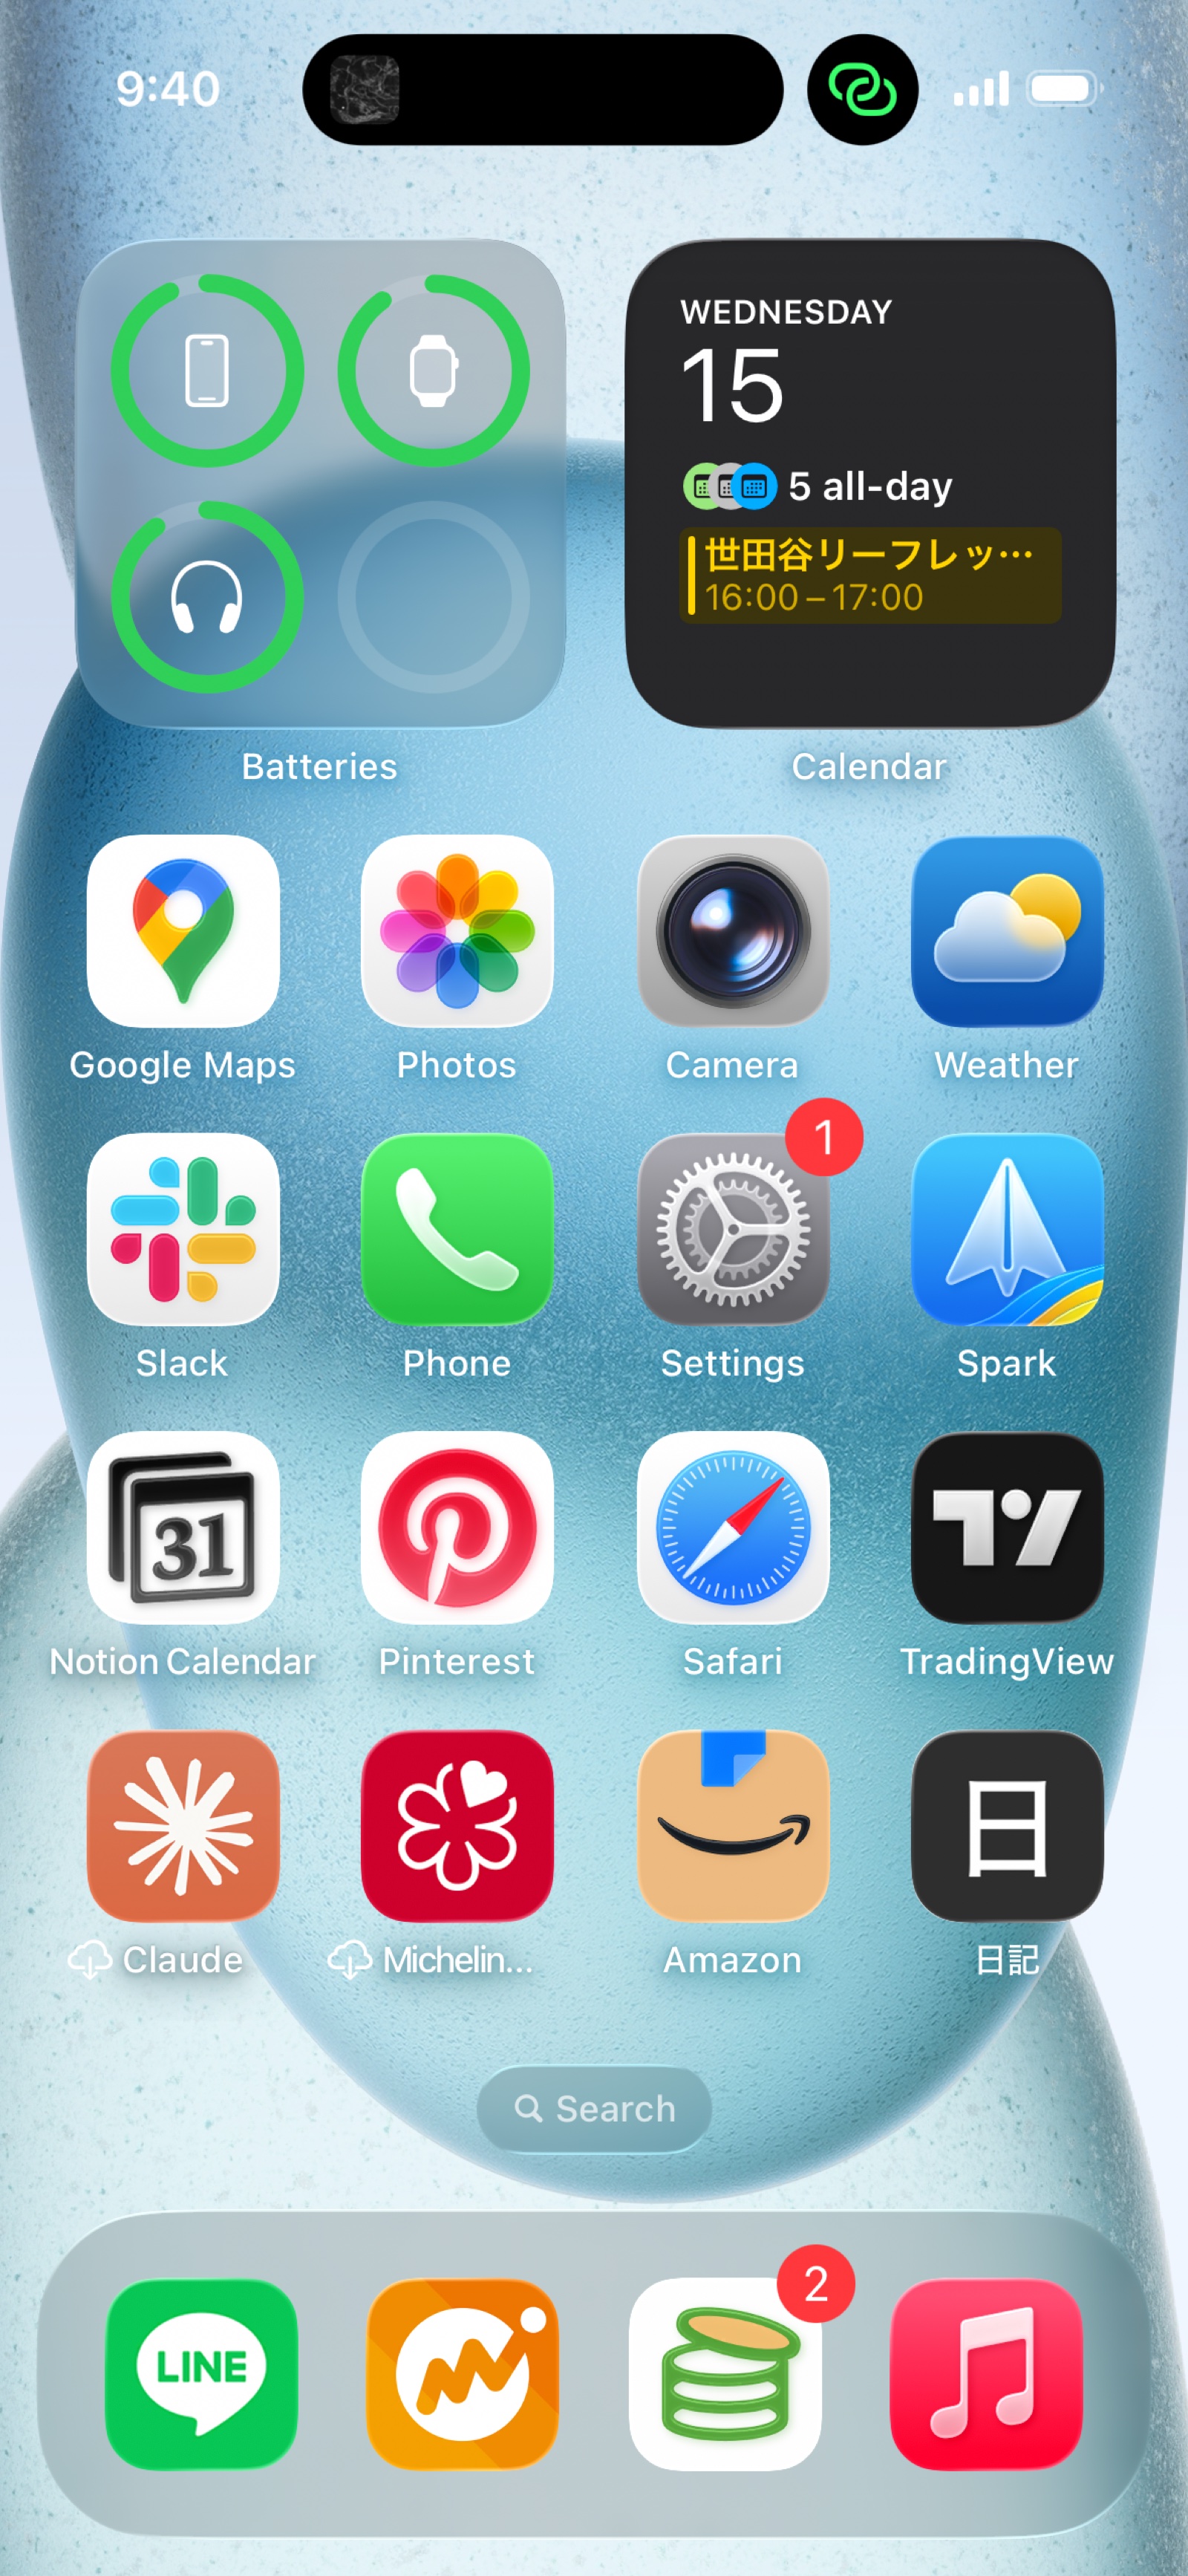 9:40
WEDNESDAY
15
5 all-day
世田谷リーフレッ…
16:00 – 17:00
Batteries
Calendar
Google Maps
Photos
Camera
Weather
1
Slack
Phone
Settings
Spark
31
Notion Calendar
Pinterest
Safari
TradingView
日
Claude
Michelin...
Amazon
日記
Search
2
LINE